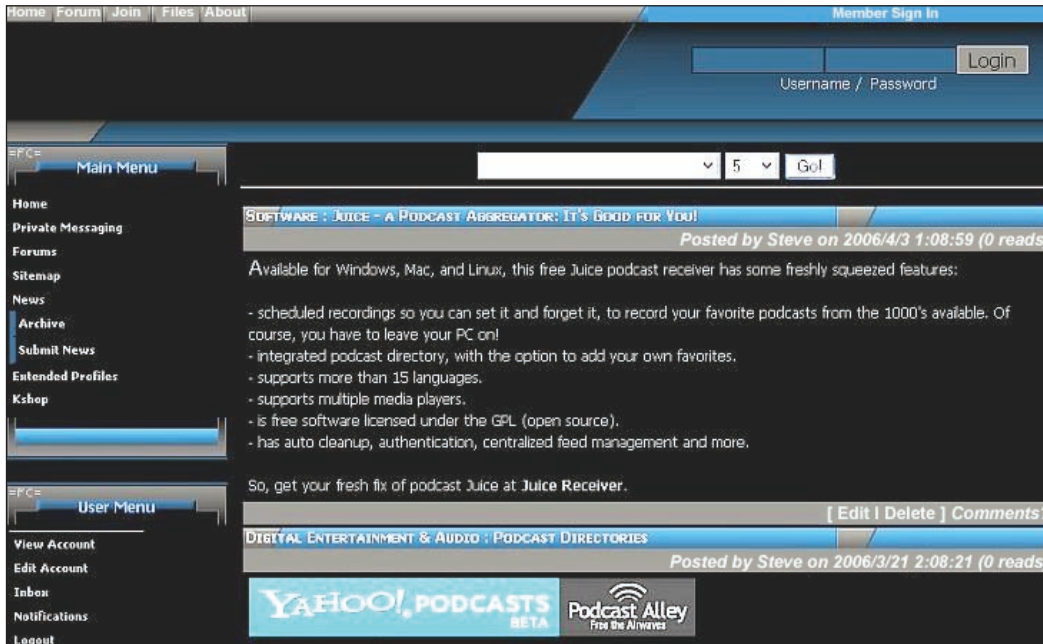 Home Forum Join Files About
Member Sign In
Login
Username / Password
=FC=
Main Menu
5 Go!
Home
Private Messaging
Forums
Sitemap
News
Archive
Submit News
Extended Profiles
Kshop
SOFTWARE : JUICE - A PODCAST AGGREGATOR: IT'S GOOD FOR YOU!
Posted by Steve on 2006/4/3 1:08:59 (0 reads
Available for Windows, Mac, and Linux, this free Juice podcast receiver has some freshly squeezed features:
- scheduled recordings so you can set it and forget it, to record your favorite podcasts from the 1000's available. Of
course, you have to leave your PC on!
- integrated podcast directory, with the option to add your own favorites.
- supports more than 15 languages.
- supports multiple media players.
- is free software licensed under the GPL (open source).
- has auto cleanup, authentication, centralized feed management and more.
So, get your fresh fix of podcast Juice at Juice Receiver.
[ Edit | Delete ] Comments?
=FC=
User Menu
View Account
Edit Account
Inbox
Notifications
Logout
DIGITAL ENTERTAINMENT & AUDIO : PODCAST DIRECTORIES
Posted by Steve on 2006/3/21 2:08:21 (0 reads
YAHOO! PODCASTS
BETA
Podcast Alley
Free the Airwaves